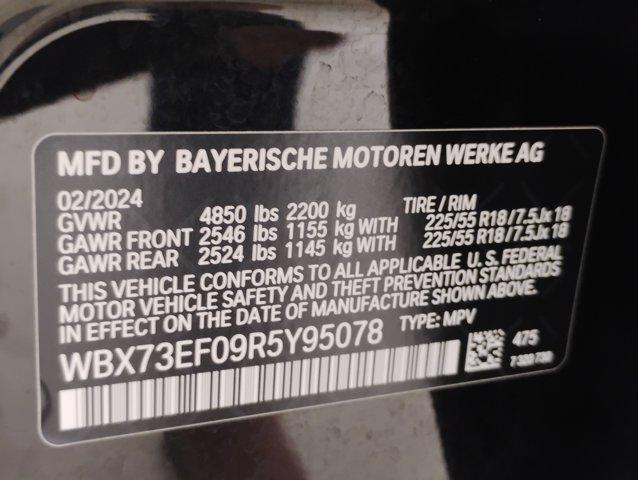 MFD BY BAYERISCHE MOTOREN WERKE AG
02/2024 TIRE / RIM
GVWR 4850 lbs 2200 kg
GAWR FRONT 2546 lbs 1155 kg WITH 225/55 R18/7.5Jx18
GAWR REAR 2524 lbs 1145 kg WITH 225/55 R18/7.5Jx18
THIS VEHICLE CONFORMS TO ALL APPLICABLE U.S. FEDERAL
MOTOR VEHICLE SAFETY AND THEFT PREVENTION STANDARDS
IN EFFECT ON THE DATE OF MANUFACTURE SHOWN ABOVE.
WBX73EF09R5Y95078 TYPE: MPV 475